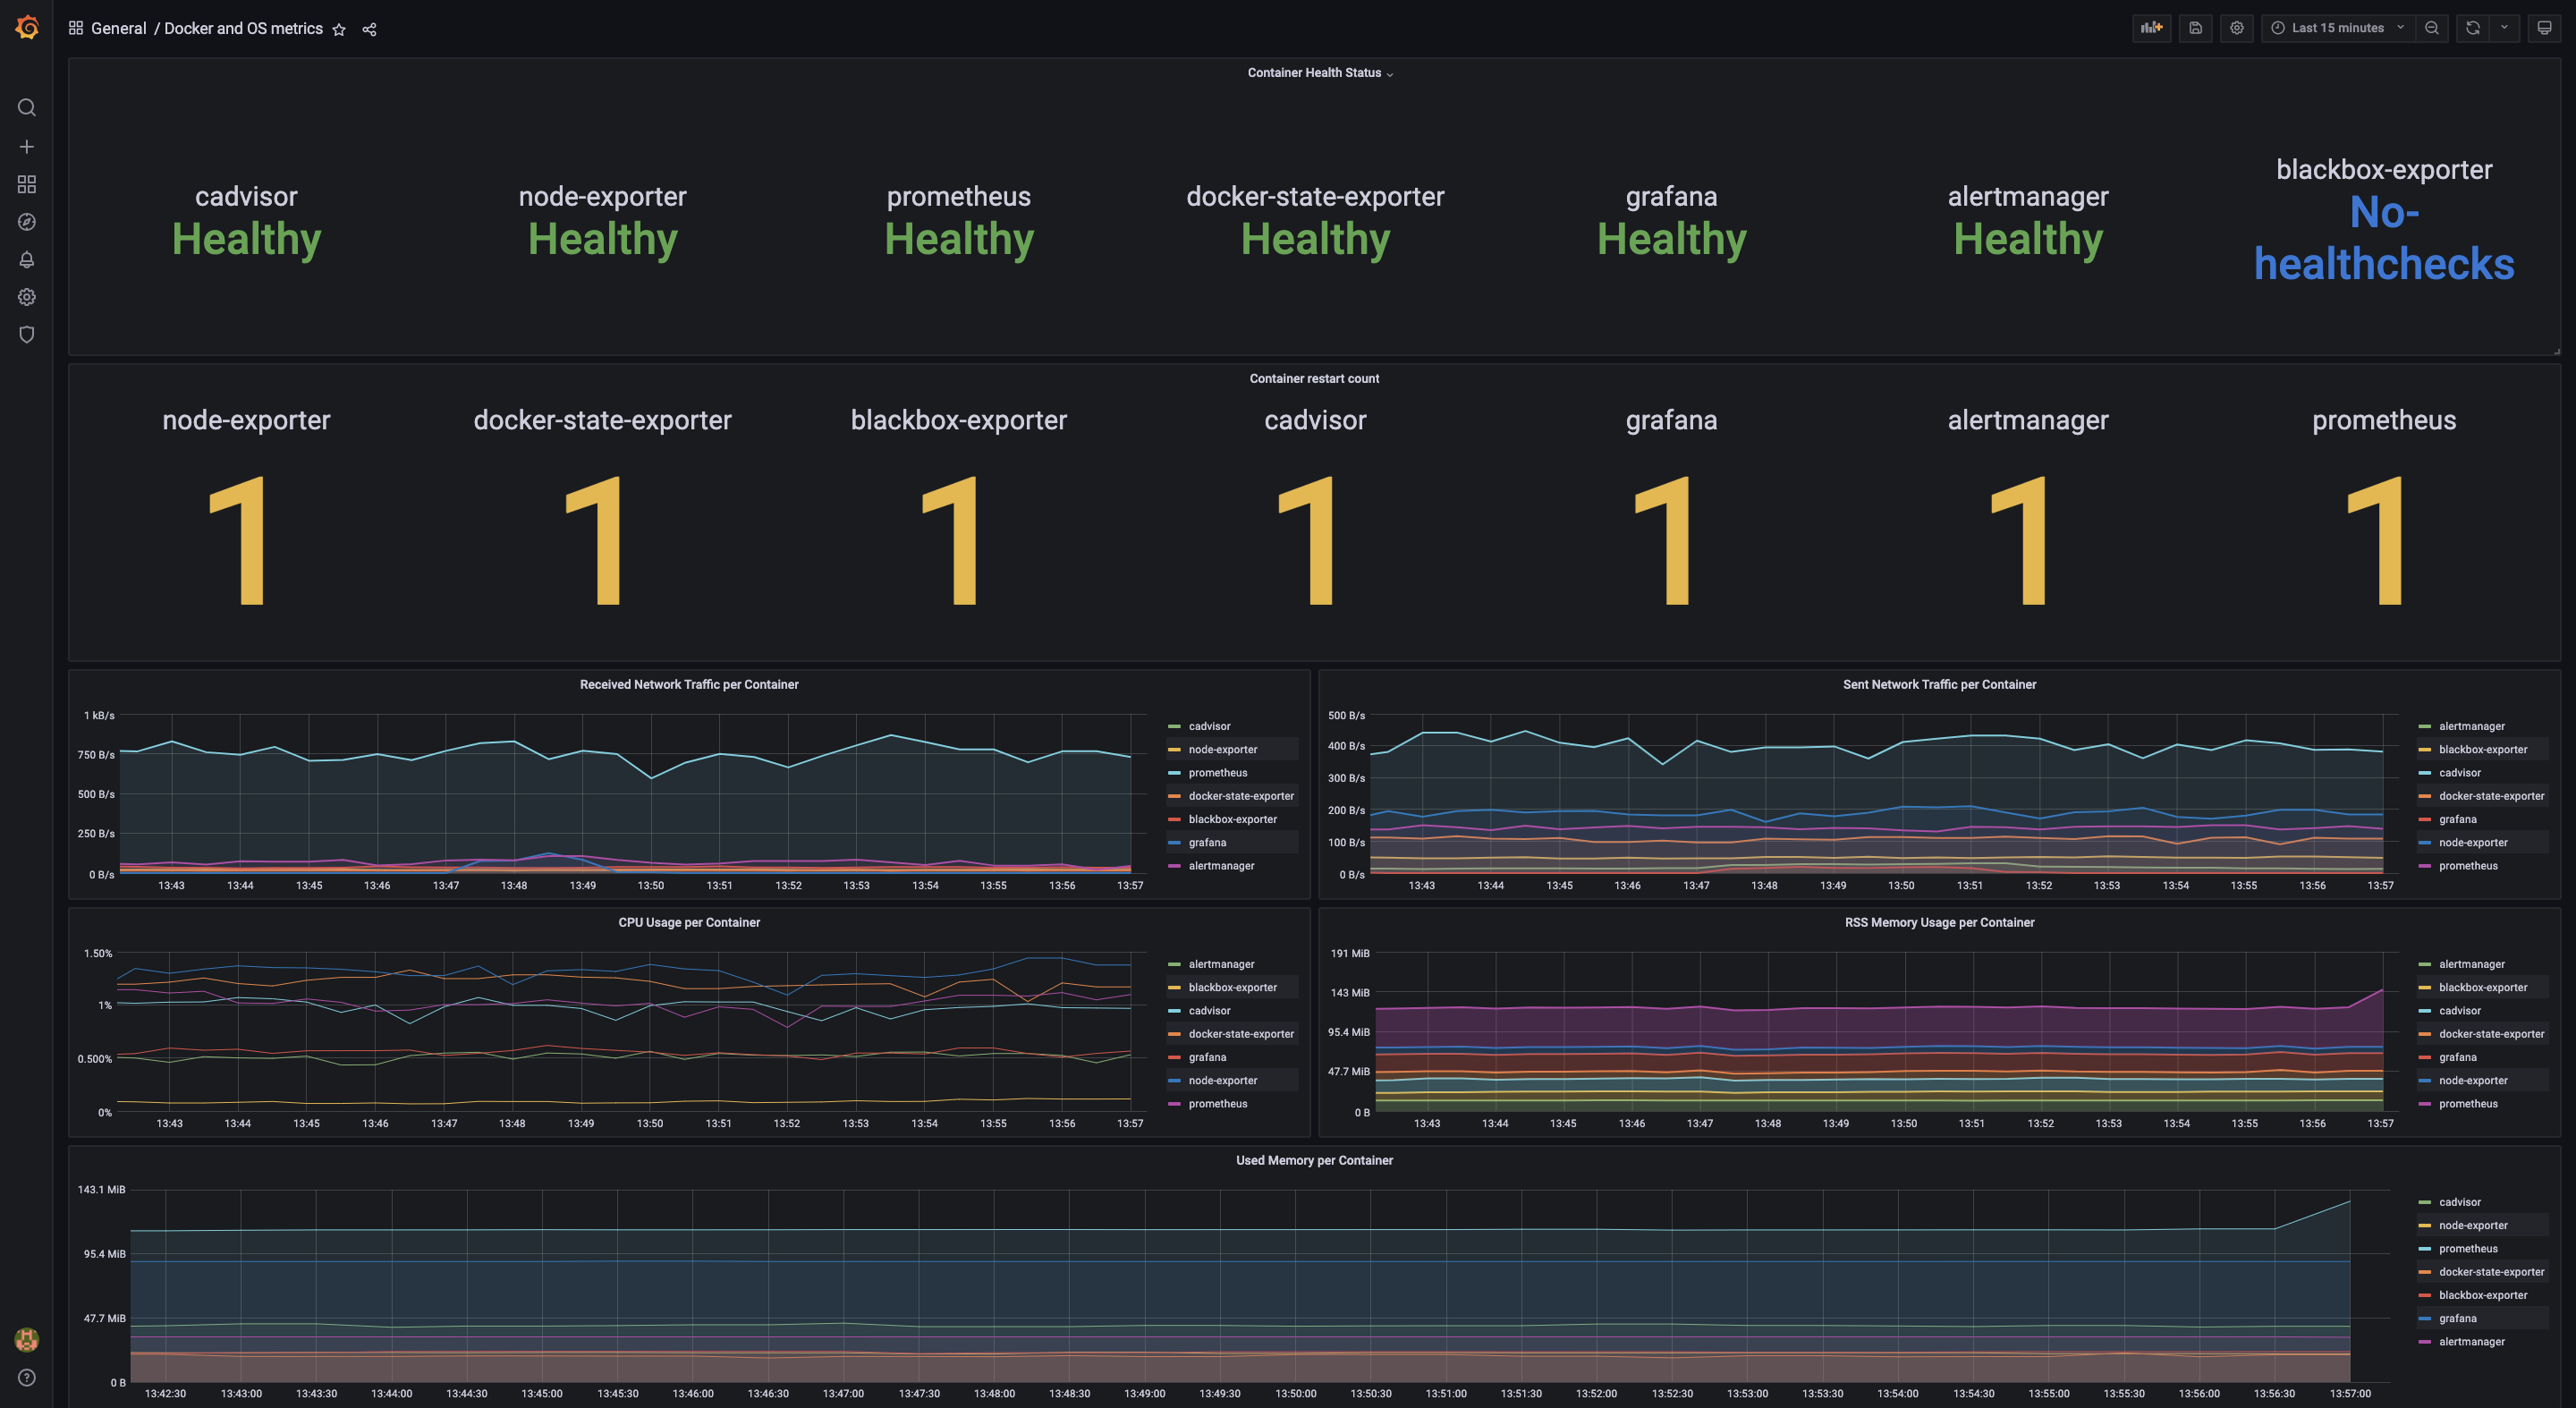 General / Docker and OS metrics
Last 15 minutes
Container Health Status
cadvisor
Healthy
node-exporter
Healthy
prometheus
Healthy
docker-state-exporter
Healthy
grafana
Healthy
alertmanager
Healthy
blackbox-exporter
No-
healthchecks
Container restart count
node-exporter
1
docker-state-exporter
1
blackbox-exporter
1
cadvisor
1
grafana
1
alertmanager
1
prometheus
1
Received Network Traffic per Container
1 kB/s
750 B/s
500 B/s
250 B/s
0 B/s
13:43 13:44 13:45 13:46 13:47 13:48 13:49 13:50 13:51 13:52 13:53 13:54 13:55 13:56 13:57
cadvisor
node-exporter
prometheus
docker-state-exporter
blackbox-exporter
grafana
alertmanager
Sent Network Traffic per Container
500 B/s
400 B/s
300 B/s
200 B/s
100 B/s
0 B/s
13:43 13:44 13:45 13:46 13:47 13:48 13:49 13:50 13:51 13:52 13:53 13:54 13:55 13:56 13:57
alertmanager
blackbox-exporter
cadvisor
docker-state-exporter
grafana
node-exporter
prometheus
CPU Usage per Container
1.50%
1%
0.500%
0%
13:43 13:44 13:45 13:46 13:47 13:48 13:49 13:50 13:51 13:52 13:53 13:54 13:55 13:56 13:57
alertmanager
blackbox-exporter
cadvisor
docker-state-exporter
grafana
node-exporter
prometheus
RSS Memory Usage per Container
191 MiB
143 MiB
95.4 MiB
47.7 MiB
0 B
13:43 13:44 13:45 13:46 13:47 13:48 13:49 13:50 13:51 13:52 13:53 13:54 13:55 13:56 13:57
alertmanager
blackbox-exporter
cadvisor
docker-state-exporter
grafana
node-exporter
prometheus
Used Memory per Container
143.1 MiB
95.4 MiB
47.7 MiB
0 B
13:42:30 13:43:00 13:43:30 13:44:00 13:44:30 13:45:00 13:45:30 13:46:00 13:46:30 13:47:00 13:47:30 13:48:00 13:48:30 13:49:00 13:49:30 13:50:00 13:50:30 13:51:00 13:51:30 13:52:00 13:52:30 13:53:00 13:53:30 13:54:00 13:54:30 13:55:00 13:55:30 13:56:00 13:56:30 13:57:00
cadvisor
node-exporter
prometheus
docker-state-exporter
blackbox-exporter
grafana
alertmanager